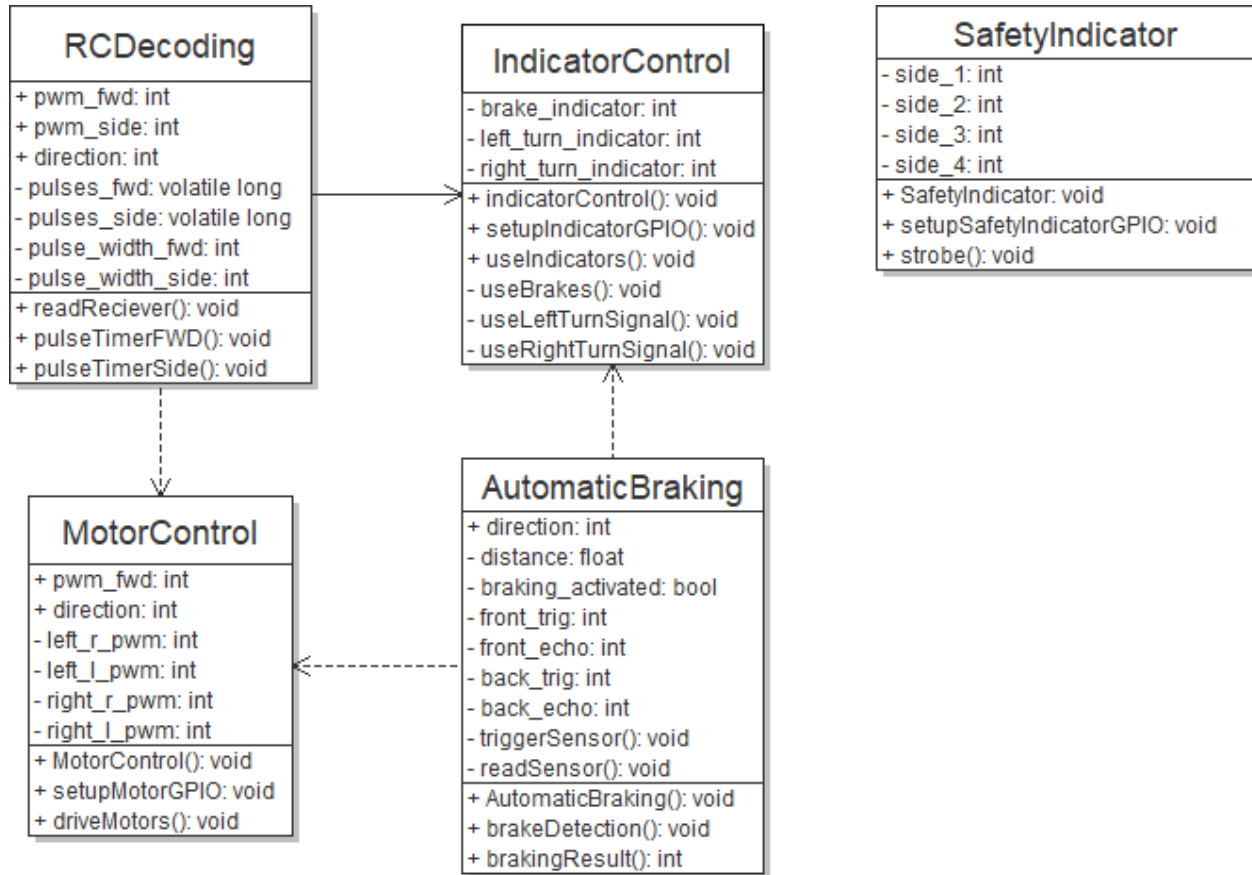 RCDecoding
+ pwm_fwd: int
+ pwm_side: int
+ direction: int
- pulses_fwd: volatile long
- pulses_side: volatile long
- pulse_width_fwd: int
- pulse_width_side: int
+ readReciever(): void
+ pulseTimerFWD(): void
+ pulseTimerSide(): void
IndicatorControl
- brake_indicator: int
- left_turn_indicator: int
- right_turn_indicator: int
+ indicatorControl(): void
+ setupIndicatorGPIO(): void
+ useIndicators(): void
- useBrakes(): void
- useLeftTurnSignal(): void
- useRightTurnSignal(): void
SafetyIndicator
- side_1: int
- side_2: int
- side_3: int
- side_4: int
+ SafetyIndicator: void
+ setupSafetyIndicatorGPIO: void
+ strobe(): void
MotorControl
+ pwm_fwd: int
+ direction: int
- left_r_pwm: int
- left_l_pwm: int
- right_r_pwm: int
- right_l_pwm: int
+ MotorControl(): void
+ setupMotorGPIO: void
+ driveMotors(): void
AutomaticBraking
+ direction: int
- distance: float
- braking_activated: bool
- front_trig: int
- front_echo: int
- back_trig: int
- back_echo: int
- triggerSensor(): void
- readSensor(): void
+ AutomaticBraking(): void
+ brakeDetection(): void
+ brakingResult(): int